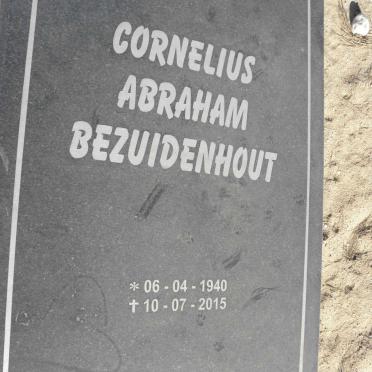 CORNELIUS
ABRAHAM
BEZUIDENHOUT
* 06 - 04 - 1940
✝ 10 - 07 - 2015